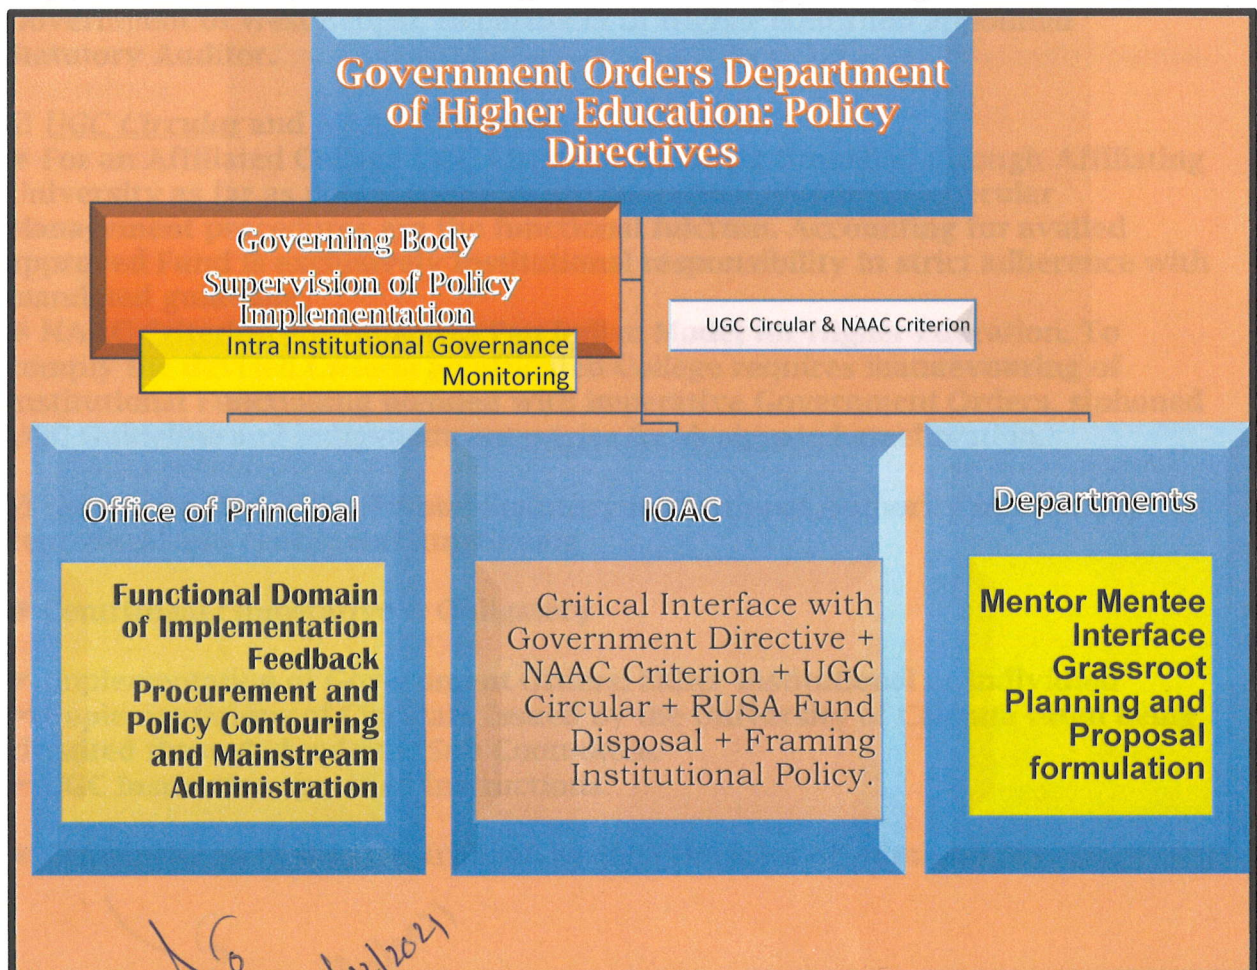 Government Orders Department
of Higher Education: Policy
Directives
Governing Body
Supervision of Policy
Implementation
Intra Institutional Governance
Monitoring
UGC Circular & NAAC Criterion
Office of Principal
Functional Domain
of Implementation
Feedback
Procurement and
Policy Contouring
and Mainstream
Administration
IQAC
Critical Interface with
Government Directive +
NAAC Criterion + UGC
Circular + RUSA Fund
Disposal + Framing
Institutional Policy.
Departments
Mentor Mentee
Interface
Grassroot
Planning and
Proposal
formulation